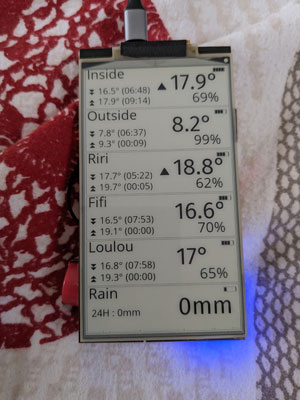 Inside
16.5° (06:48)
17.9° (09:14)
17.9°
69%
Outside
7.8° (06:37)
9.3° (00:09)
8.2°
99%
Riri
17.7° (05:22)
19.7° (00:05)
18.8°
62%
Fifi
16.5° (07:53)
19.1° (00:00)
16.6°
70%
Loulou
16.8° (07:58)
19.3° (00:00)
17°
65%
Rain
24H : 0mm
0mm